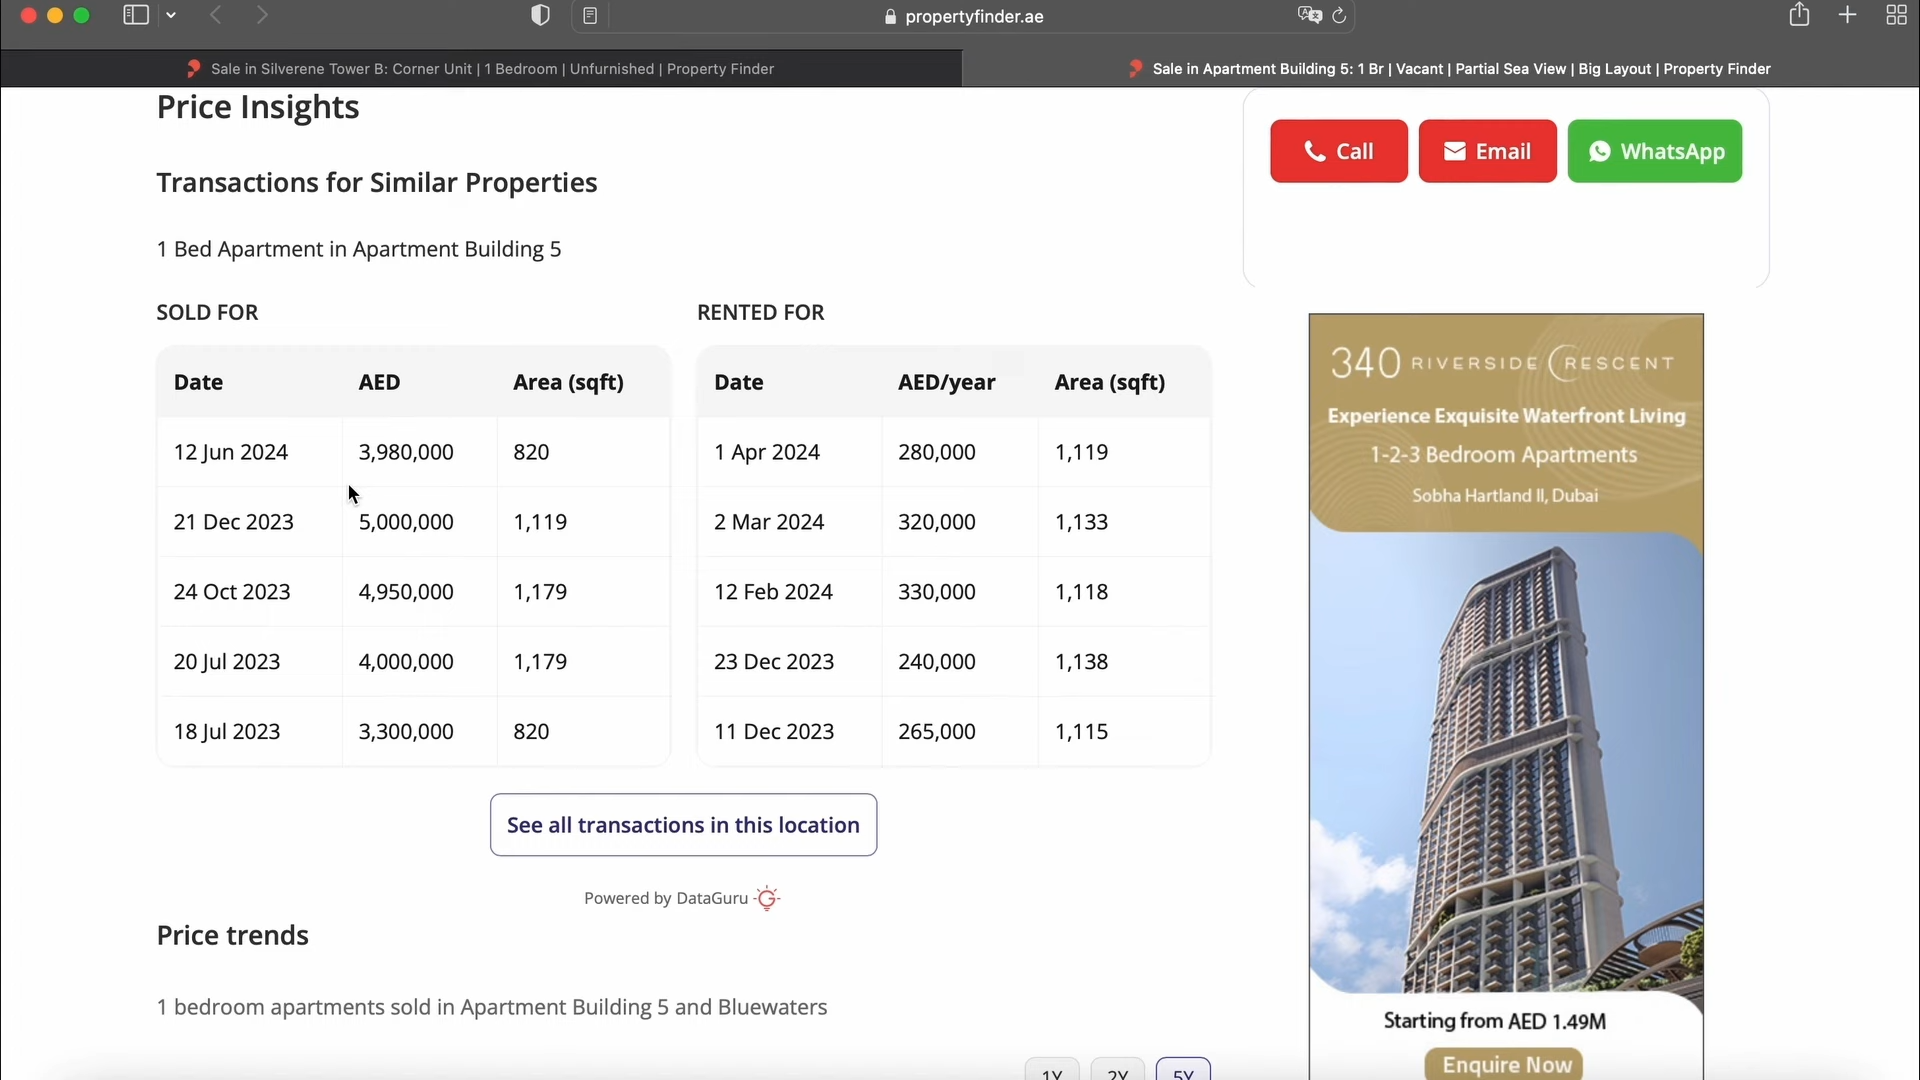 propertyfinder.ae
Sale in Silverene Tower B: Corner Unit | 1 Bedroom | Unfurnished | Property Finder
Sale in Apartment Building 5: 1 Br | Vacant | Partial Sea View | Big Layout | Property Finder
Price Insights
Call Email WhatsApp
Transactions for Similar Properties
1 Bed Apartment in Apartment Building 5
SOLD FOR RENTED FOR
Date AED Area (sqft) Date AED/year Area (sqft)
12 Jun 2024 3,980,000 820 1 Apr 2024 280,000 1,119
21 Dec 2023 5,000,000 1,119 2 Mar 2024 320,000 1,133
24 Oct 2023 4,950,000 1,179 12 Feb 2024 330,000 1,118
20 Jul 2023 4,000,000 1,179 23 Dec 2023 240,000 1,138
18 Jul 2023 3,300,000 820 11 Dec 2023 265,000 1,115
See all transactions in this location
Powered by DataGuru
Price trends
1 bedroom apartments sold in Apartment Building 5 and Bluewaters
1Y 2Y 5Y
340 RIVERSIDE CRESCENT
Experience Exquisite Waterfront Living
1-2-3 Bedroom Apartments
Sobha Hartland II, Dubai
Starting from AED 1.49M
Enquire Now